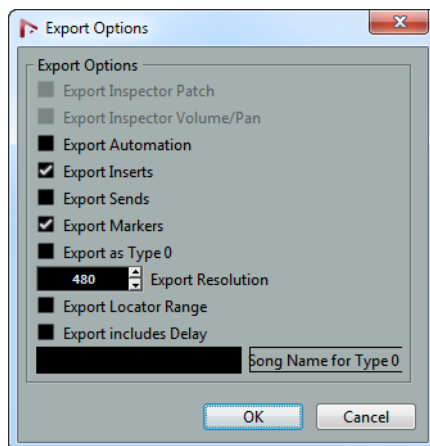 Export Options
Export Options
Export Inspector Patch
Export Inspector Volume/Pan
Export Automation
Export Inserts
Export Sends
Export Markers
Export as Type 0
480 Export Resolution
Export Locator Range
Export includes Delay
Song Name for Type 0
OK Cancel